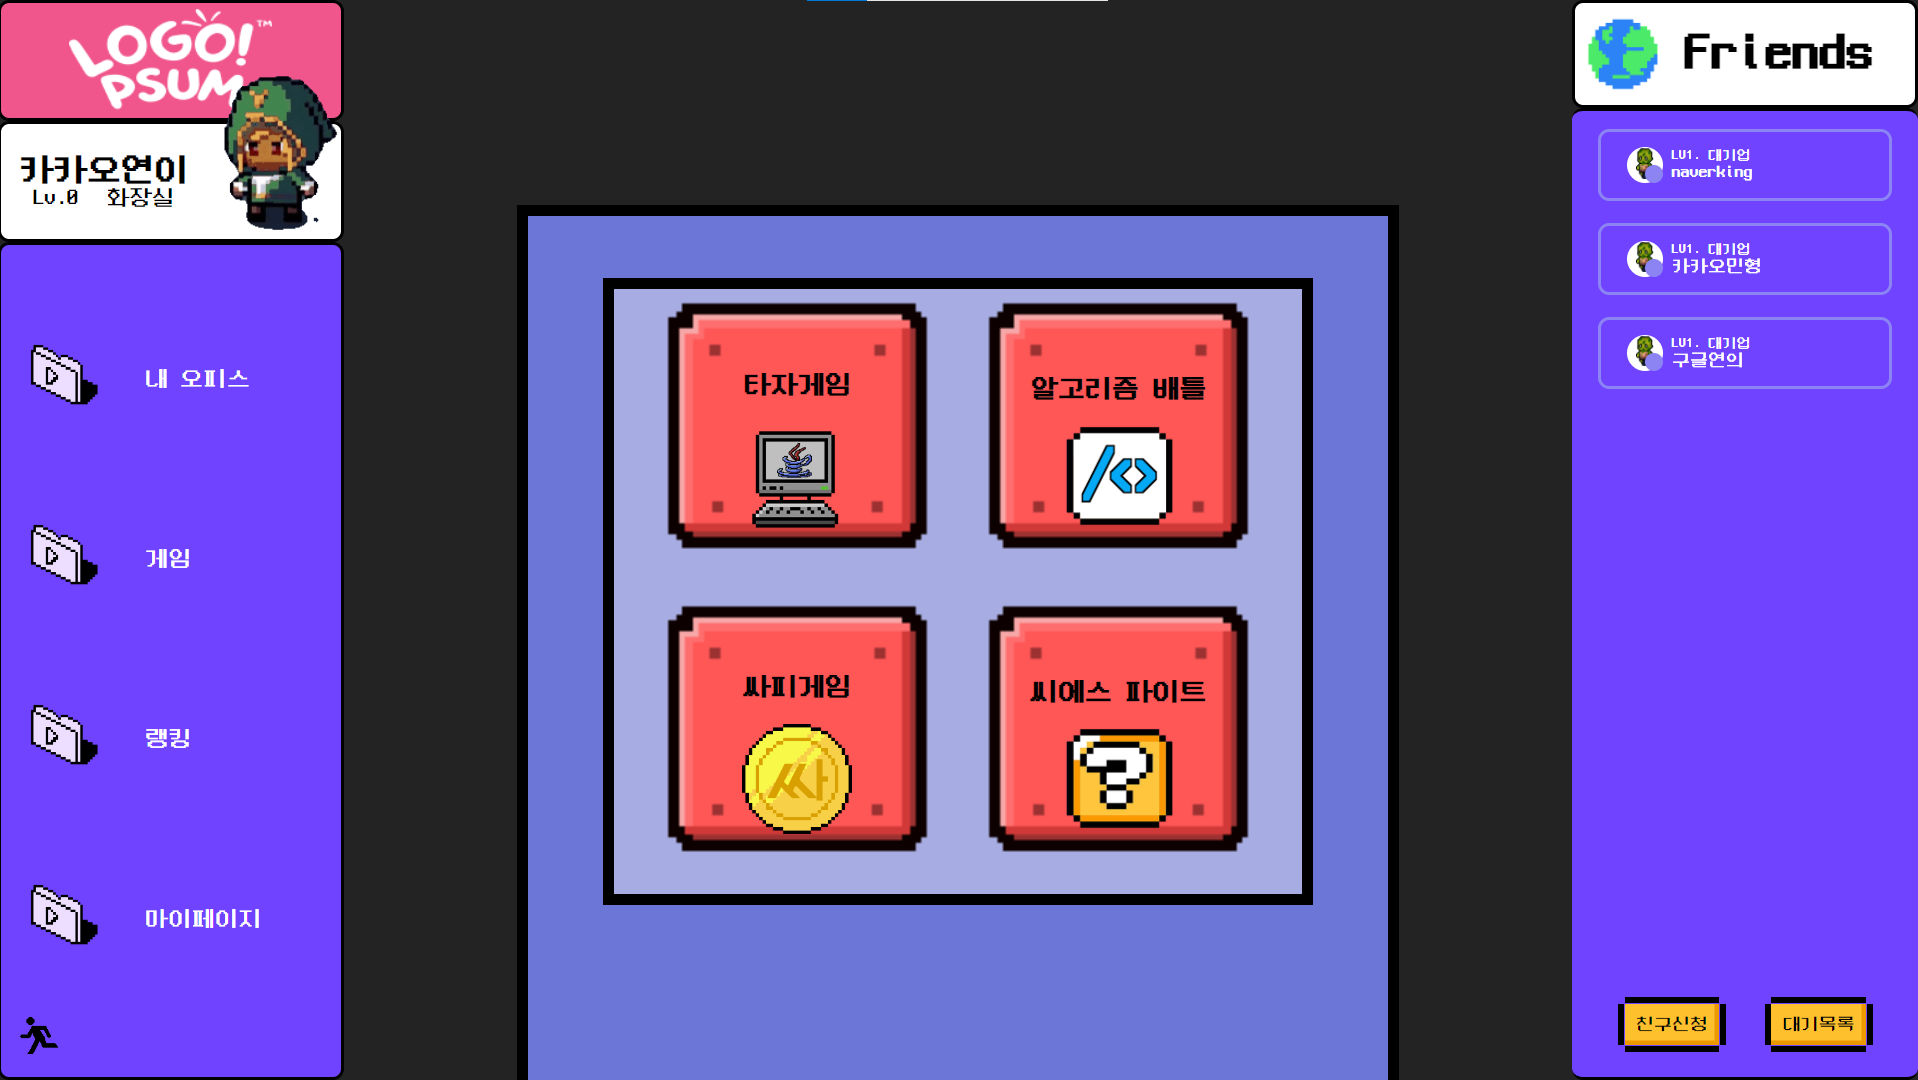 LOGO!™
PSUM
카카오연이
Lv.0 화장실
내 오피스
게임
랭킹
마이페이지
타자게임
알고리즘 배틀
/<>
싸피게임
싸
씨에스 파이트
?
Friends
LV1. 대기업
naverking
LV1. 대기업
카카오민형
LV1. 대기업
구글연의
친구신청
대기목록